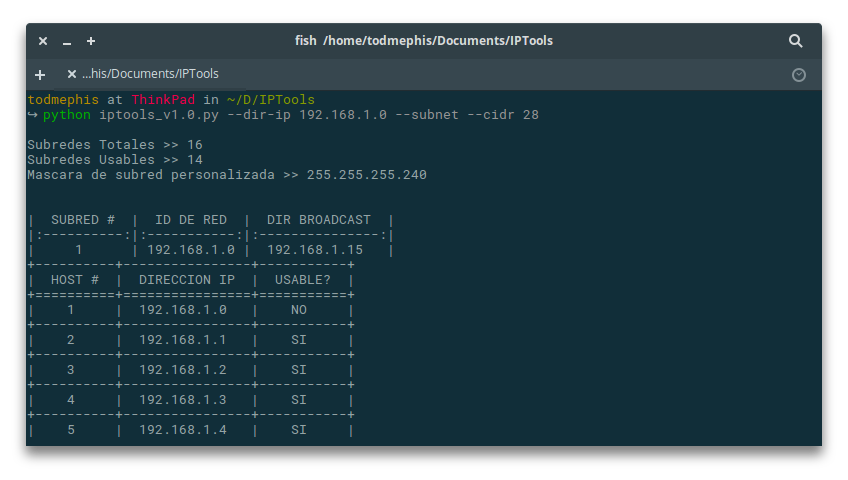 fish /home/todmephis/Documents/IPTools
...his/Documents/IPTools
todmephis at ThinkPad in ~/D/IPTools
↪ python iptools_v1.0.py --dir-ip 192.168.1.0 --subnet --cidr 28
Subredes Totales >> 16
Subredes Usables >> 14
Mascara de subred personalizada >> 255.255.255.240
|  SUBRED #  |  ID DE RED  |  DIR BROADCAST  |
|:----------:|:-----------:|:---------------:|
|     1      | 192.168.1.0 |  192.168.1.15   |
+----------+----------------+-----------+
|  HOST #  |  DIRECCION IP  |  USABLE?  |
+==========+================+===========+
|    1     |  192.168.1.0   |    NO     |
+----------+----------------+-----------+
|    2     |  192.168.1.1   |    SI     |
+----------+----------------+-----------+
|    3     |  192.168.1.2   |    SI     |
+----------+----------------+-----------+
|    4     |  192.168.1.3   |    SI     |
+----------+----------------+-----------+
|    5     |  192.168.1.4   |    SI     |